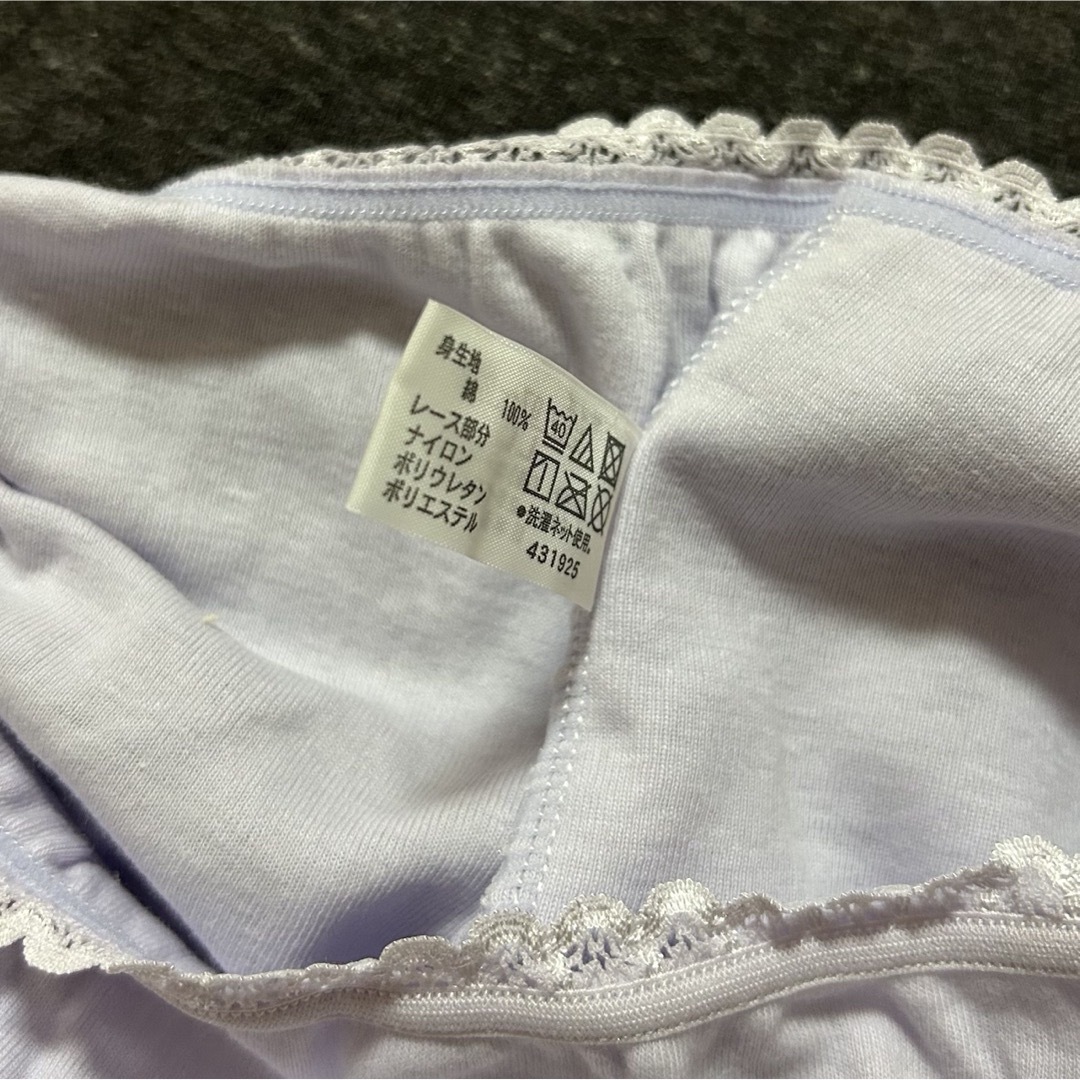 身生地
綿 100%
レース部分
ナイロン
ポリウレタン
ポリエステル
40
●洗濯ネット使用。
431925